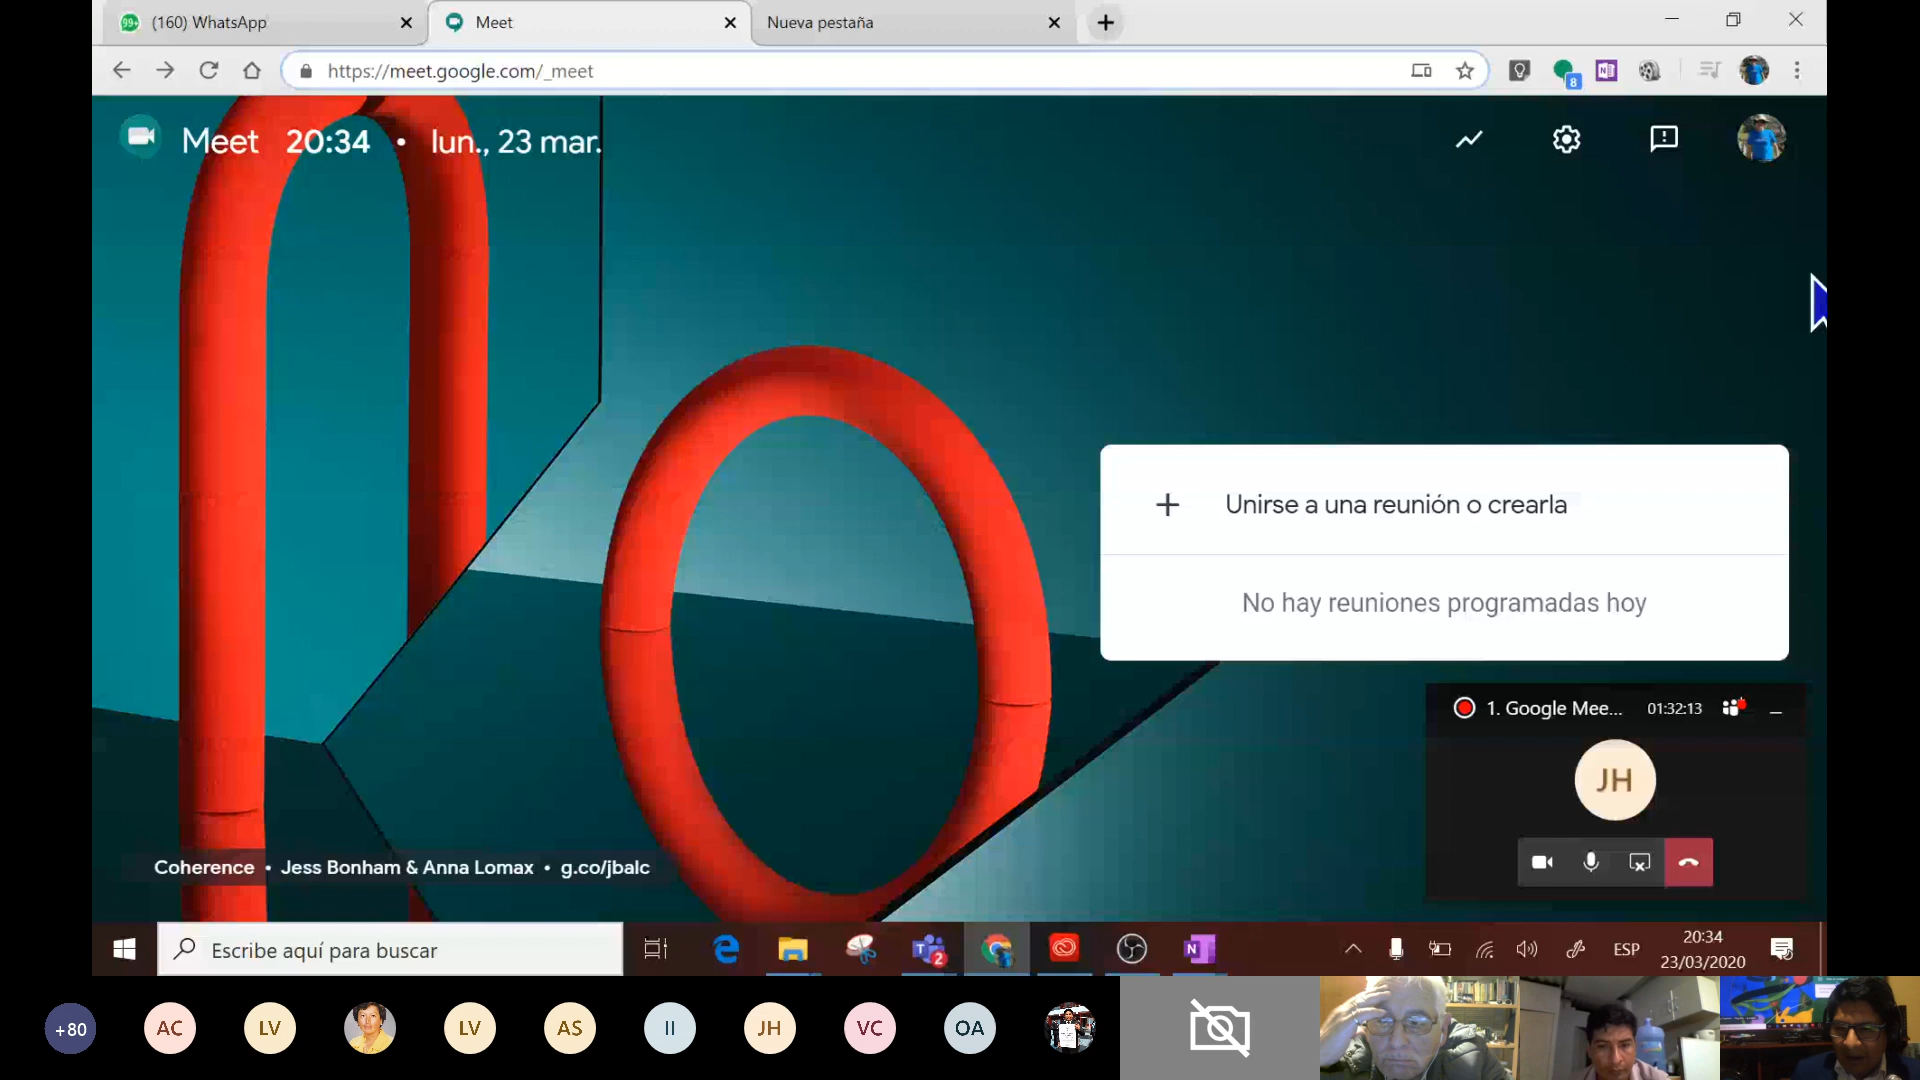 (160) WhatsApp
Meet
Nueva pestaña
https://meet.google.com/_meet
8
Meet 20:34 • lun., 23 mar.
Unirse a una reunión o crearla
No hay reuniones programadas hoy
1. Google Mee... 01:32:13
JH
Coherence • Jess Bonham & Anna Lomax • g.co/jbalc
Escribe aquí para buscar
2
ESP
20:34
23/03/2020
+80
AC
LV
LV
AS
II
JH
VC
OA